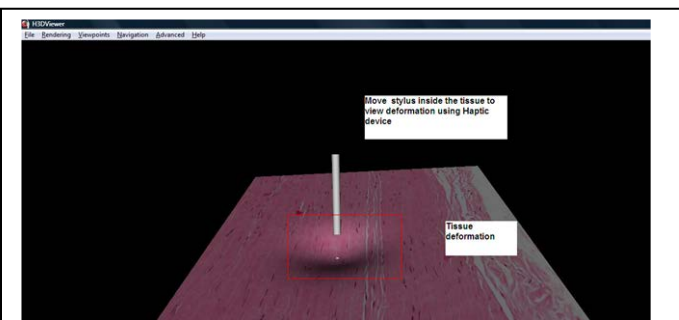 H3DViewer
File Rendering Viewpoints Navigation Advanced Help
Move stylus inside the tissue to
view deformation using Haptic
device
Tissue
deformation